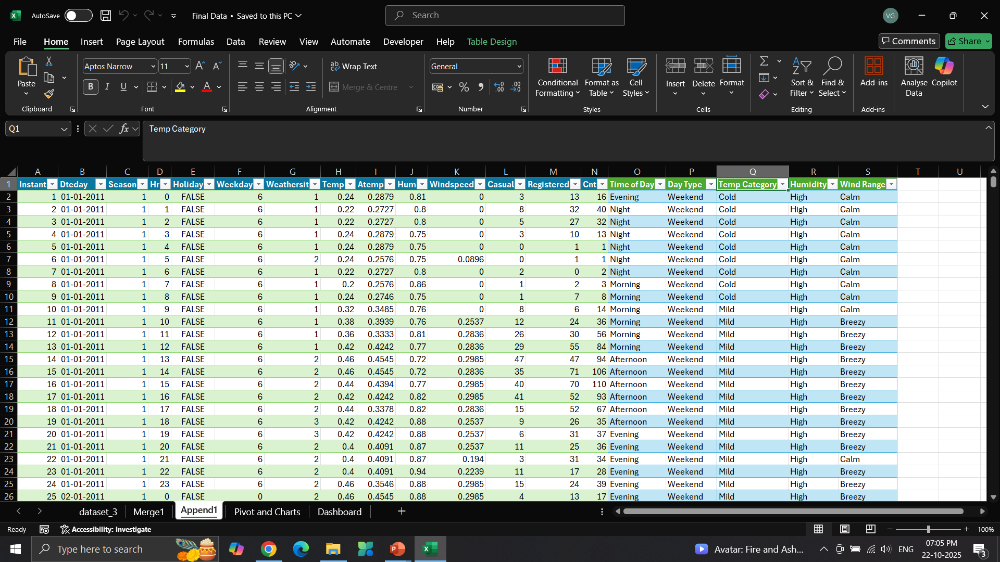 AutoSave Final Data • Saved to this PC Search VG
File Home Insert Page Layout Formulas Data Review View Automate Developer Help Table Design Comments Share
Aptos Narrow 11 Wrap Text General
Paste Conditional Format as Cell Insert Delete Format Sort & Find & Add-ins Analyse Copilot
B I U A Merge & Centre Formatting Table Styles Filter Select Data
Clipboard Font Alignment Number Styles Cells Editing Add-ins
Q1 fx Temp Category
A B C D E F G H I J K L M N O P Q R S T U
1 Instant Dteday Season Hr Holiday Weekday Weathersit Temp Atemp Hum Windspeed Casual Registered Cnt Time of Day Day Type Temp Category Humidity Wind Range
2 1 01-01-2011 1 0 FALSE 6 1 0.24 0.2879 0.81 0 3 13 16 Evening Weekend Cold High Calm
3 2 01-01-2011 1 1 FALSE 6 1 0.22 0.2727 0.8 0 8 32 40 Night Weekend Cold High Calm
4 3 01-01-2011 1 2 FALSE 6 1 0.22 0.2727 0.8 0 5 27 32 Night Weekend Cold High Calm
5 4 01-01-2011 1 3 FALSE 6 1 0.24 0.2879 0.75 0 3 10 13 Night Weekend Cold High Calm
6 5 01-01-2011 1 4 FALSE 6 1 0.24 0.2879 0.75 0 0 1 1 Night Weekend Cold High Calm
7 6 01-01-2011 1 5 FALSE 6 2 0.24 0.2576 0.75 0.0896 0 1 1 Night Weekend Cold High Calm
8 7 01-01-2011 1 6 FALSE 6 1 0.22 0.2727 0.8 0 2 0 2 Night Weekend Cold High Calm
9 8 01-01-2011 1 7 FALSE 6 1 0.2 0.2576 0.86 0 1 2 3 Morning Weekend Cold High Calm
10 9 01-01-2011 1 8 FALSE 6 1 0.24 0.2746 0.75 0 1 7 8 Morning Weekend Cold High Calm
11 10 01-01-2011 1 9 FALSE 6 1 0.32 0.3485 0.76 0 8 6 14 Morning Weekend Mild High Calm
12 11 01-01-2011 1 10 FALSE 6 1 0.38 0.3939 0.76 0.2537 12 24 36 Morning Weekend Mild High Breezy
13 12 01-01-2011 1 11 FALSE 6 1 0.36 0.3333 0.81 0.2836 26 30 56 Morning Weekend Mild High Breezy
14 13 01-01-2011 1 12 FALSE 6 1 0.42 0.4242 0.77 0.2836 29 55 84 Morning Weekend Mild High Breezy
15 14 01-01-2011 1 13 FALSE 6 2 0.46 0.4545 0.72 0.2985 47 47 94 Afternoon Weekend Mild High Breezy
16 15 01-01-2011 1 14 FALSE 6 2 0.46 0.4545 0.72 0.2836 35 71 106 Afternoon Weekend Mild High Breezy
17 16 01-01-2011 1 15 FALSE 6 2 0.44 0.4394 0.77 0.2985 40 70 110 Afternoon Weekend Mild High Breezy
18 17 01-01-2011 1 16 FALSE 6 2 0.42 0.4242 0.82 0.2985 41 52 93 Afternoon Weekend Mild High Breezy
19 18 01-01-2011 1 17 FALSE 6 2 0.44 0.3378 0.82 0.2836 15 52 67 Afternoon Weekend Mild High Breezy
20 19 01-01-2011 1 18 FALSE 6 3 0.42 0.4242 0.88 0.2537 9 26 35 Afternoon Weekend Mild High Breezy
21 20 01-01-2011 1 19 FALSE 6 3 0.42 0.4242 0.88 0.2537 6 31 37 Evening Weekend Mild High Breezy
22 21 01-01-2011 1 20 FALSE 6 2 0.4 0.4091 0.87 0.2537 11 25 36 Evening Weekend Mild High Breezy
23 22 01-01-2011 1 21 FALSE 6 2 0.4 0.4091 0.87 0.194 3 31 34 Evening Weekend Mild High Calm
24 23 01-01-2011 1 22 FALSE 6 2 0.4 0.4091 0.94 0.2239 11 17 28 Evening Weekend Mild High Breezy
25 24 01-01-2011 1 23 FALSE 6 2 0.46 0.3546 0.88 0.2985 15 24 39 Evening Weekend Mild High Breezy
26 25 02-01-2011 1 0 FALSE 0 2 0.46 0.4545 0.88 0.2985 4 13 17 Evening Weekend Mild High Breezy
dataset_3 Merge1 Append1 Pivot and Charts Dashboard
Ready Accessibility: Investigate 100%
Type here to search Avatar: Fire and Ash... ENG 07:05 PM
22-10-2025 3